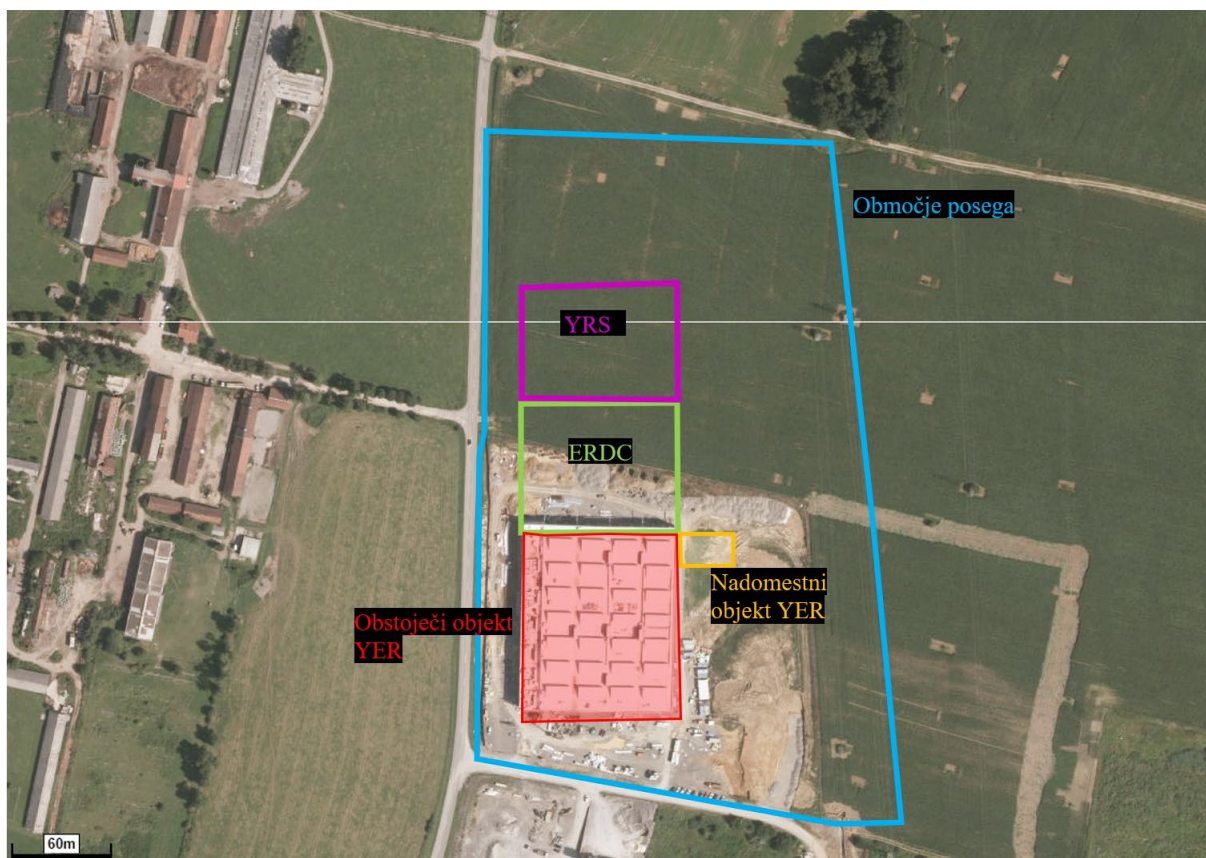 Območje posega
YRS
ERDC
Nadomestni
objekt YER
Obstoječi objekt
YER
60m